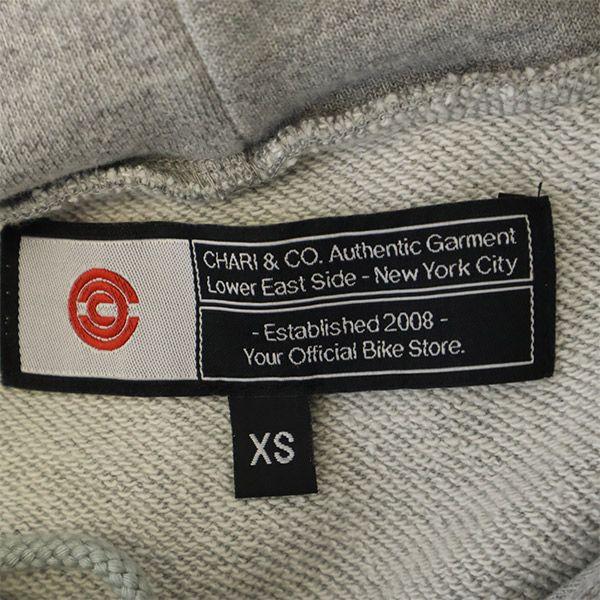 CHARI & CO. Authentic Garment
Lower East Side - New York City
- Established 2008 -
Your Official Bike Store.
XS